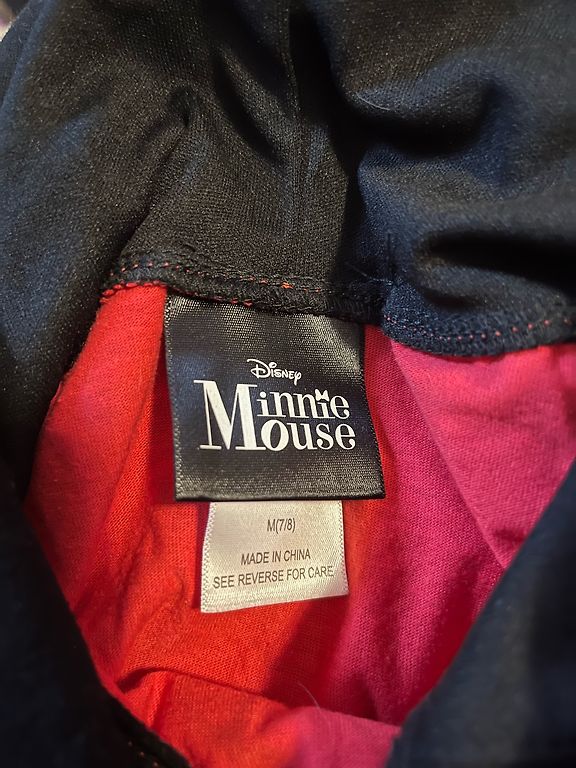 Disney
Minnie
Mouse
M(7/8)
MADE IN CHINA
SEE REVERSE FOR CARE